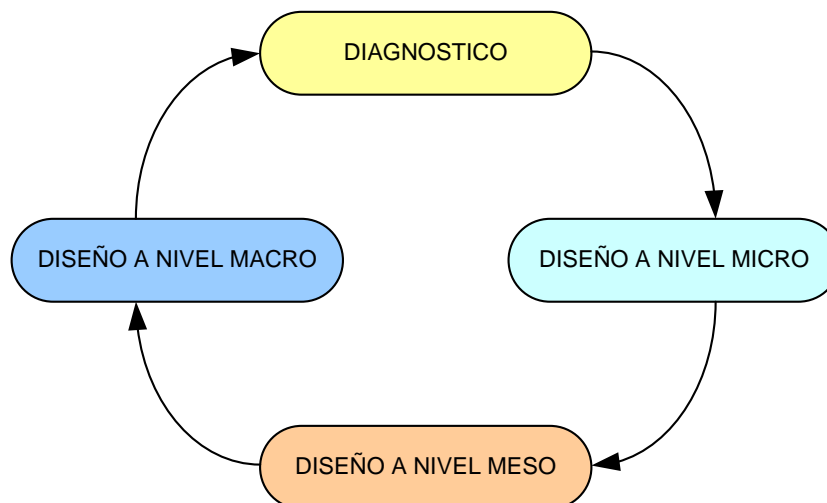 DIAGNOSTICO
DISEÑO A NIVEL MACRO
DISEÑO A NIVEL MICRO
DISEÑO A NIVEL MESO